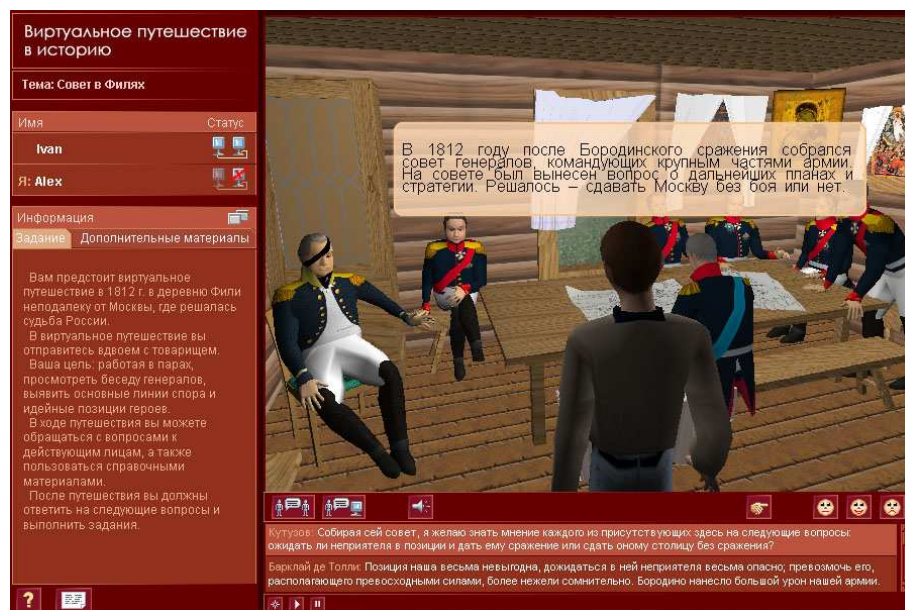 Виртуальное путешествие
в историю
Тема: Совет в Филях
Имя Статус
Ivan
Я: Alex
Информация
Задание Дополнительные материалы
Вам предстоит виртуальное
путешествие в 1812 г. в деревню Фили
неподалеку от Москвы, где решалась
судьба России.
В виртуальное путешествие вы
отправитесь вдвоем с товарищем.
Ваша цель: работая в парах,
просмотреть беседу генералов,
выявить основные линии спора и
идейные позиции героев.
В ходе путешествия вы можете
обращаться с вопросами к
действующим лицам, а также
пользоваться справочными
материалами.
После путешествия вы должны
ответить на следующие вопросы и
выполнить задания.
?
В 1812 году после Бородинского сражения собрался
совет генералов, командующих крупным частями армии.
На совете был вынесен вопрос о дальнейших планах и
стратегии. Решалось – сдавать Москву без боя или нет.
Кутузов: Собирая сей совет, я желаю знать мнение каждого из присутствующих здесь на следующие вопросы:
ожидать ли неприятеля в позиции и дать ему сражение или сдать оному столицу без сражения?
Барклай де Толли: Позиция наша весьма невыгодна, дожидаться в ней неприятеля весьма опасно; превозмочь его,
располагающего превосходными силами, более нежели сомнительно. Бородино нанесло большой урон нашей армии.